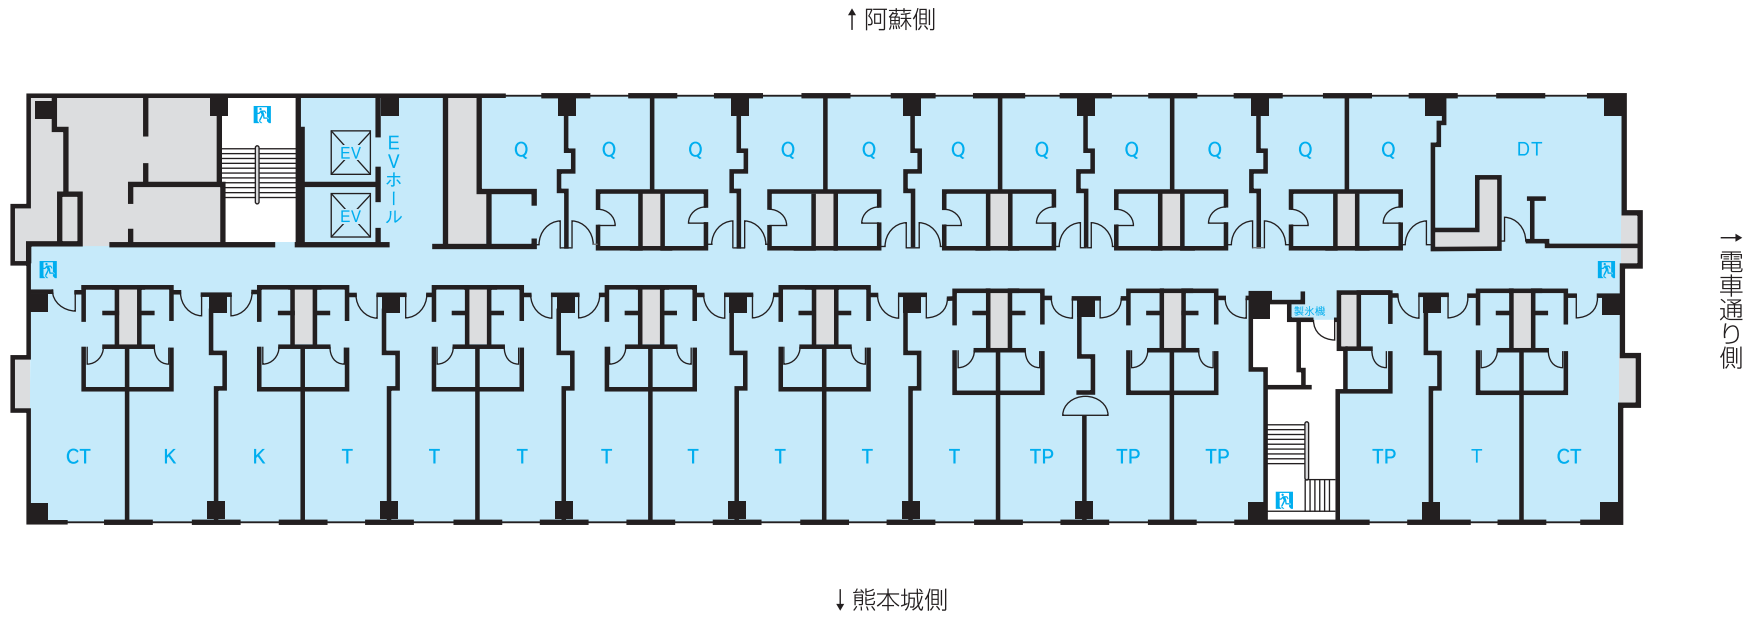 ↑ 阿蘇側
EV
EV
EVホール
Q Q Q Q Q Q Q Q Q Q Q DT
→ 電車通り側
製氷機
CT K K T T T T T T T T TP TP TP TP T CT
↓ 熊本城側